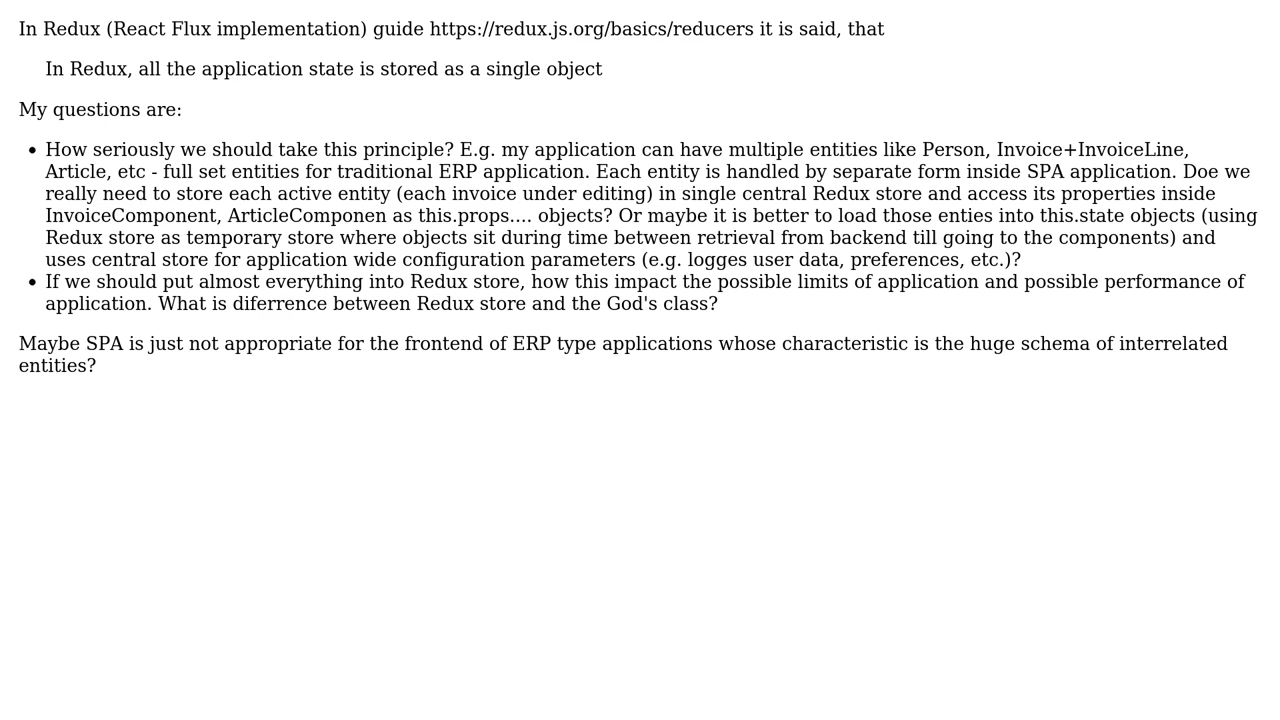 In Redux (React Flux implementation) guide https://redux.js.org/basics/reducers it is said, that
In Redux, all the application state is stored as a single object
My questions are:
• How seriously we should take this principle? E.g. my application can have multiple entities like Person, Invoice+InvoiceLine,
Article, etc - full set entities for traditional ERP application. Each entity is handled by separate form inside SPA application. Doe we
really need to store each active entity (each invoice under editing) in single central Redux store and access its properties inside
InvoiceComponent, ArticleComponen as this.props.... objects? Or maybe it is better to load those enties into this.state objects (using
Redux store as temporary store where objects sit during time between retrieval from backend till going to the components) and
uses central store for application wide configuration parameters (e.g. logges user data, preferences, etc.)?
• If we should put almost everything into Redux store, how this impact the possible limits of application and possible performance of
application. What is diferrence between Redux store and the God's class?
Maybe SPA is just not appropriate for the frontend of ERP type applications whose characteristic is the huge schema of interrelated
entities?